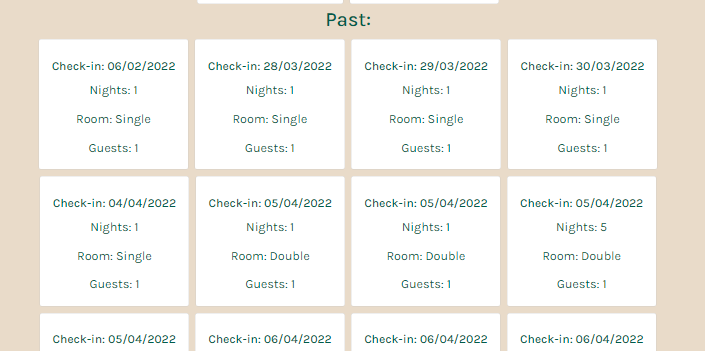 Past:
Check-in: 06/02/2022
Nights: 1
Room: Single
Guests: 1
Check-in: 28/03/2022
Nights: 1
Room: Single
Guests: 1
Check-in: 29/03/2022
Nights: 1
Room: Single
Guests: 1
Check-in: 30/03/2022
Nights: 1
Room: Single
Guests: 1
Check-in: 04/04/2022
Nights: 1
Room: Single
Guests: 1
Check-in: 05/04/2022
Nights: 1
Room: Double
Guests: 1
Check-in: 05/04/2022
Nights: 1
Room: Double
Guests: 1
Check-in: 05/04/2022
Nights: 5
Room: Double
Guests: 1
Check-in: 05/04/2022
Check-in: 06/04/2022
Check-in: 06/04/2022
Check-in: 06/04/2022